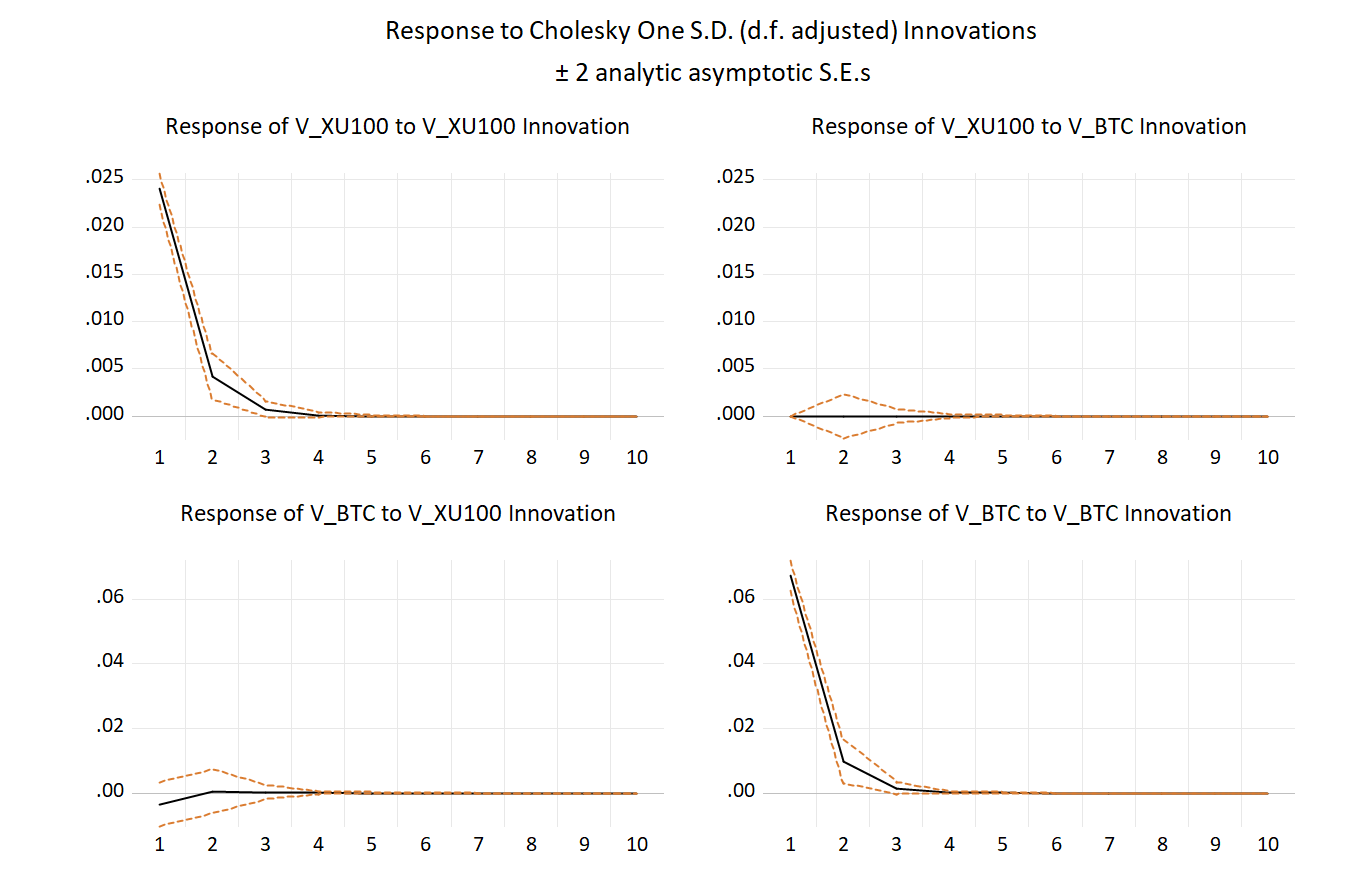 Response to Cholesky One S.D. (d.f. adjusted) Innovations
± 2 analytic asymptotic S.E.s
Response of V_XU100 to V_XU100 Innovation
.025
.020
.015
.010
.005
.000
1 2 3 4 5 6 7 8 9 10
Response of V_XU100 to V_BTC Innovation
.025
.020
.015
.010
.005
.000
1 2 3 4 5 6 7 8 9 10
Response of V_BTC to V_XU100 Innovation
.06
.04
.02
.00
1 2 3 4 5 6 7 8 9 10
Response of V_BTC to V_BTC Innovation
.06
.04
.02
.00
1 2 3 4 5 6 7 8 9 10